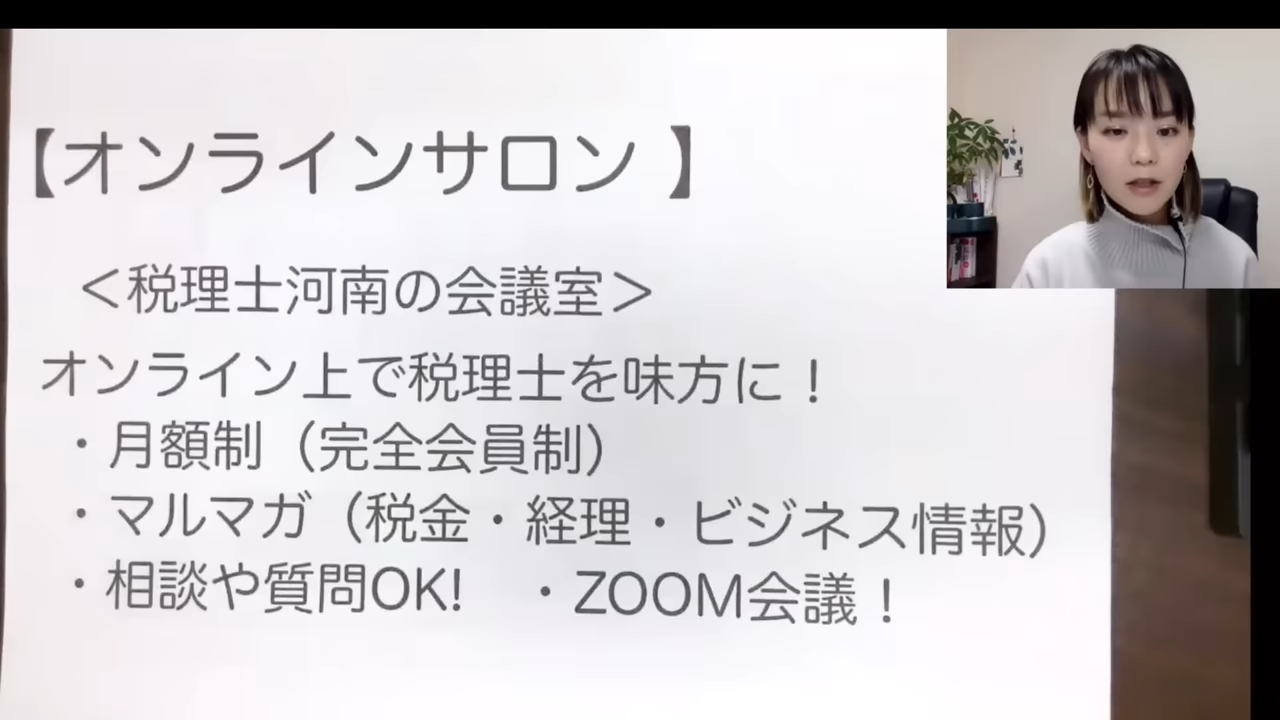 【オンラインサロン 】
＜税理士河南の会議室＞
オンライン上で税理士を味方に！
・月額制（完全会員制）
・マルマガ（税金・経理・ビジネス情報）
・相談や質問OK!　・ZOOM会議！